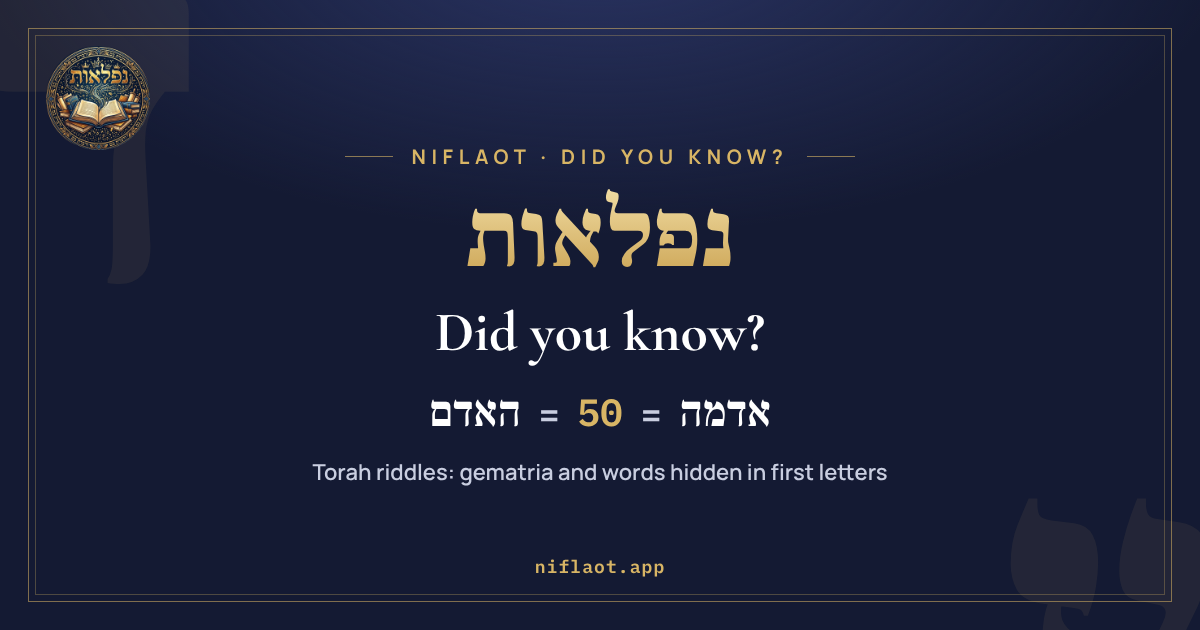 נפלאות
NIFLAOT · DID YOU KNOW?
נפלאות
Did you know?
אדמה = 50 = האדם
Torah riddles: gematria and words hidden in first letters
niflaot.app